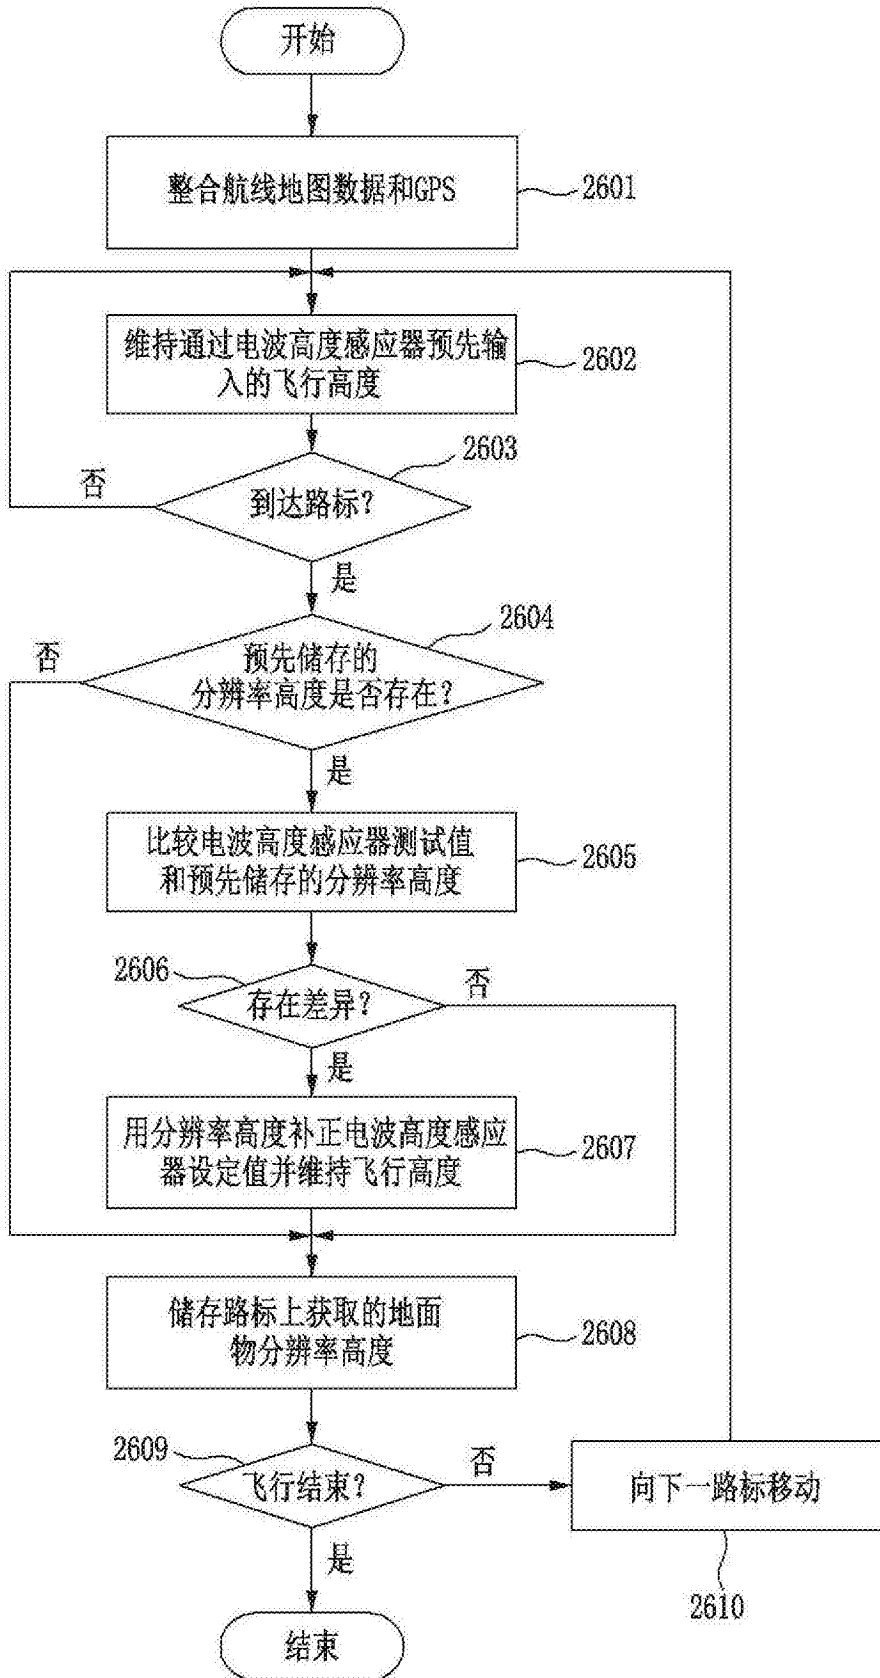 开始
整合航线地图数据和GPS
2601
维持通过电波高度感应器预先输
入的飞行高度
2602
2603
到达路标?
否
是
2604
预先储存的
分辨率高度是否存在?
否
是
比较电波高度感应器测试值
和预先储存的分辨率高度
2605
2606
存在差异?
否
是
用分辨率高度补正电波高度感应
器设定值并维持飞行高度
2607
储存路标上获取的地面
物分辨率高度
2608
2609
飞行结束?
否
向下一路标移动
2610
是
结束